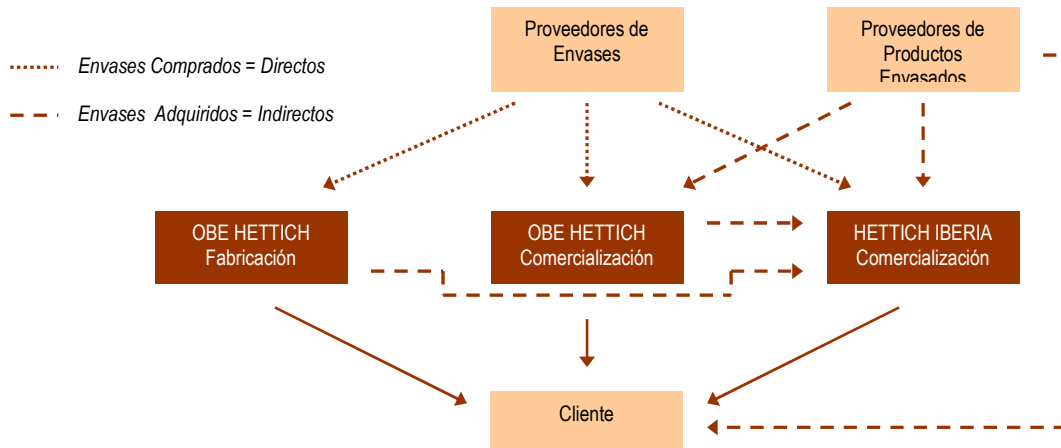 Proveedores de
Envases
Proveedores de
Productos
Envasados
Envases Comprados = Directos
Envases Adquiridos = Indirectos
OBE HETTICH
Fabricación
OBE HETTICH
Comercialización
HETTICH IBERIA
Comercialización
Cliente